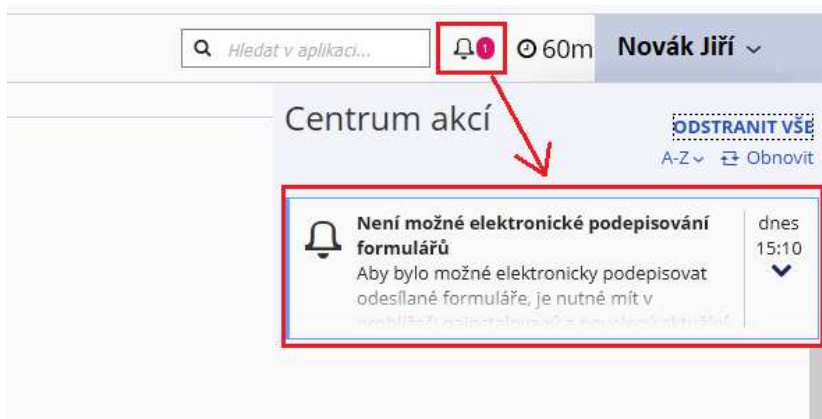 Hledat v aplikaci...
1
60m
Novák Jiří
Centrum akcí
ODSTRANIT VŠE
A-Z
Obnovit
Není možné elektronické podepisování
formulářů
Aby bylo možné elektronicky podepisovat
odesílané formuláře, je nutné mít v
dnes
15:10